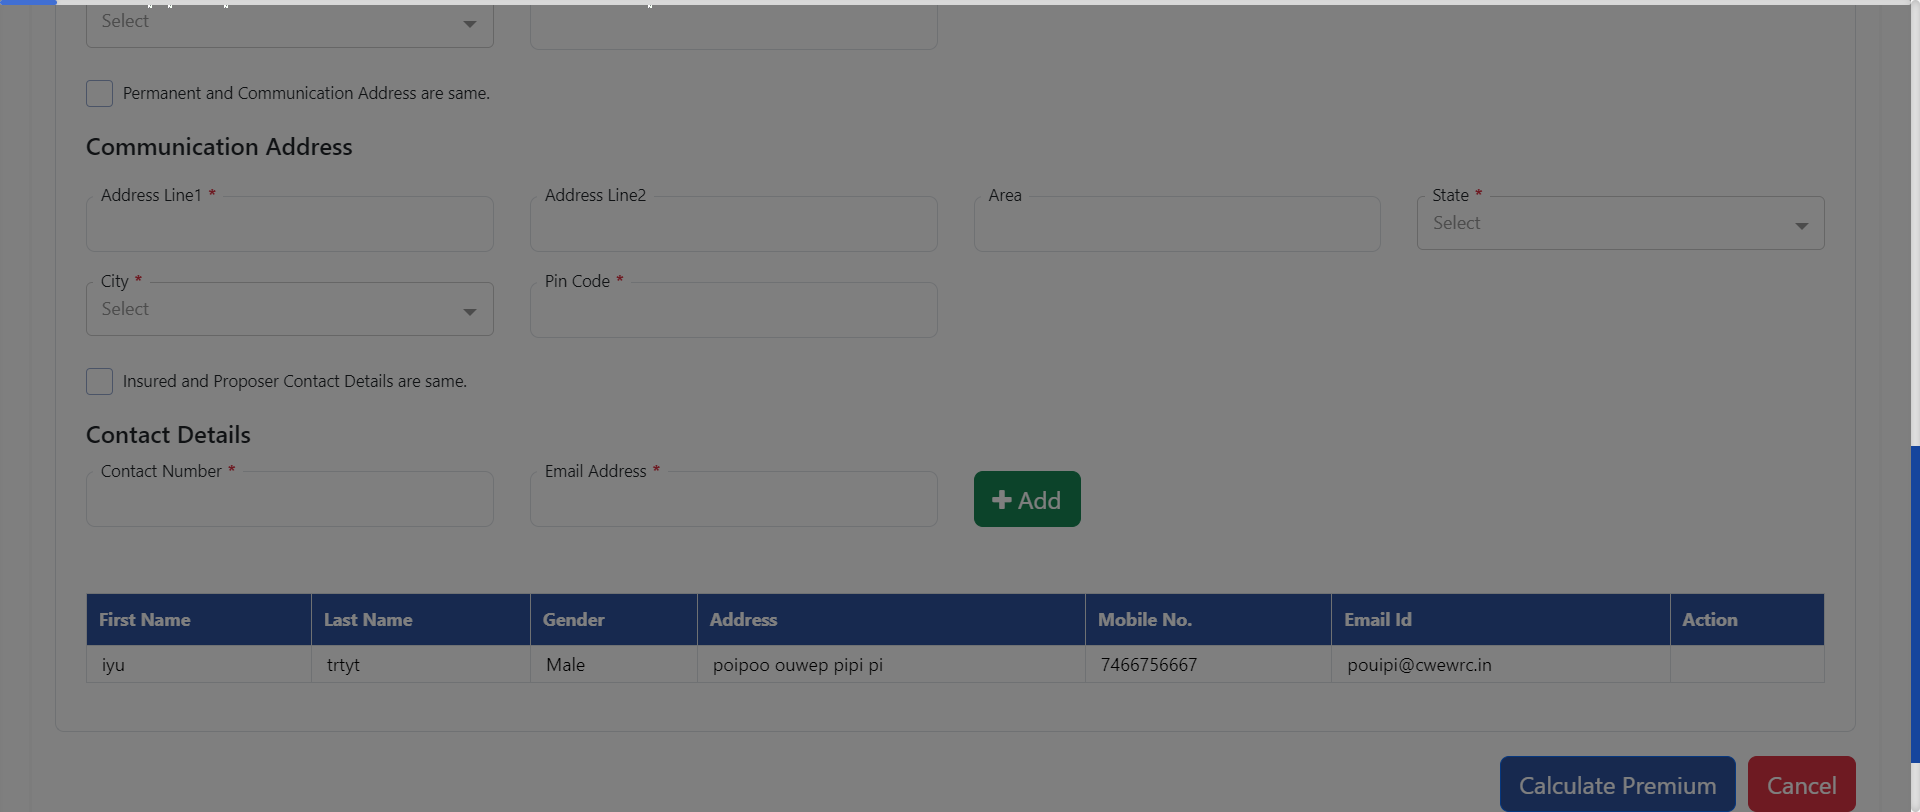 Select
Permanent and Communication Address are same.
Communication Address
Address Line1 *
Address Line2
Area
State *
Select
City *
Select
Pin Code *
Insured and Proposer Contact Details are same.
Contact Details
Contact Number *
Email Address *
Add
First Name Last Name Gender Address Mobile No. Email Id Action
iyu trtyt Male poipoo ouwep pipi pi 7466756667 pouipi@cwewrc.in
Calculate Premium Cancel